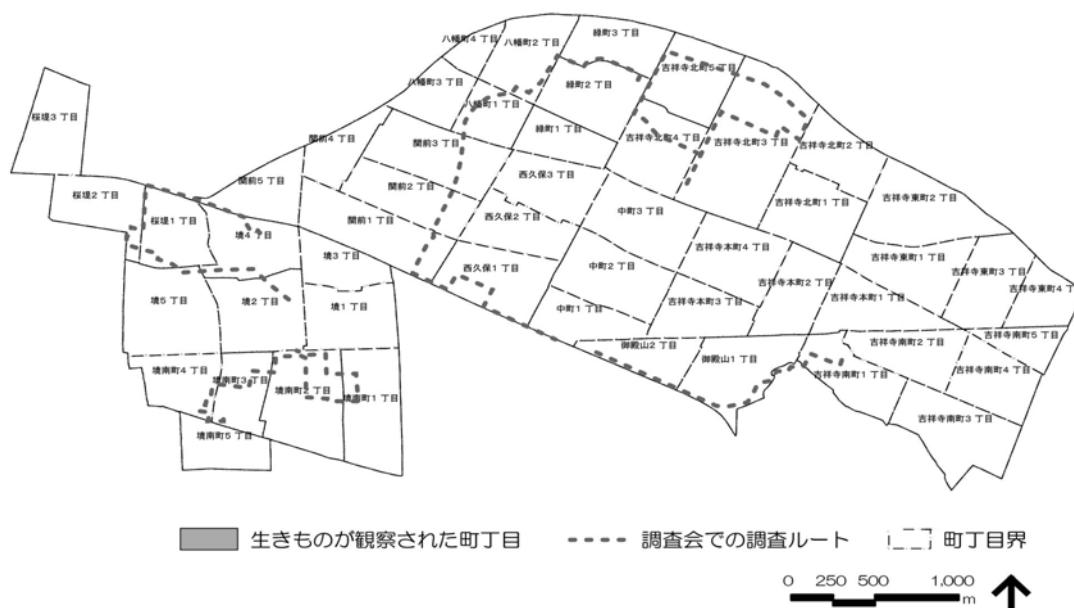 八幡町4 丁目
八幡町2 丁目
緑町3 丁目
吉祥寺北町5 丁目
八幡町3 丁目
緑町2 丁目
桜堤3 丁目
八幡町1 丁目
緑町1 丁目
関前4 丁目
関前3 丁目
吉祥寺北町4 丁目
吉祥寺北町3 丁目
吉祥寺北町2 丁目
関前5 丁目
関前2 丁目
西久保3 丁目
桜堤2 丁目
吉祥寺東町2 丁目
吉祥寺北町1 丁目
中町3 丁目
桜堤1 丁目
関前1 丁目
西久保2 丁目
境4 丁目
吉祥寺本町4 丁目
境3 丁目
吉祥寺東町1 丁目
西久保1 丁目
中町2 丁目
吉祥寺東町3 丁目
吉祥寺本町2 丁目
吉祥寺東町4 丁目
境5 丁目
境2 丁目
境1 丁目
吉祥寺本町3 丁目
吉祥寺本町1 丁目
中町1 丁目
吉祥寺南町5 丁目
御殿山2 丁目
吉祥寺南町2 丁目
御殿山1 丁目
境南町4 丁目
境南町3 丁目
境南町2 丁目
境南町1 丁目
吉祥寺南町1 丁目
吉祥寺南町4 丁目
吉祥寺南町3 丁目
境南町5 丁目
生きものが観察された町丁目
調査会での調査ルート
町丁目界
0 250 500 1,000
m